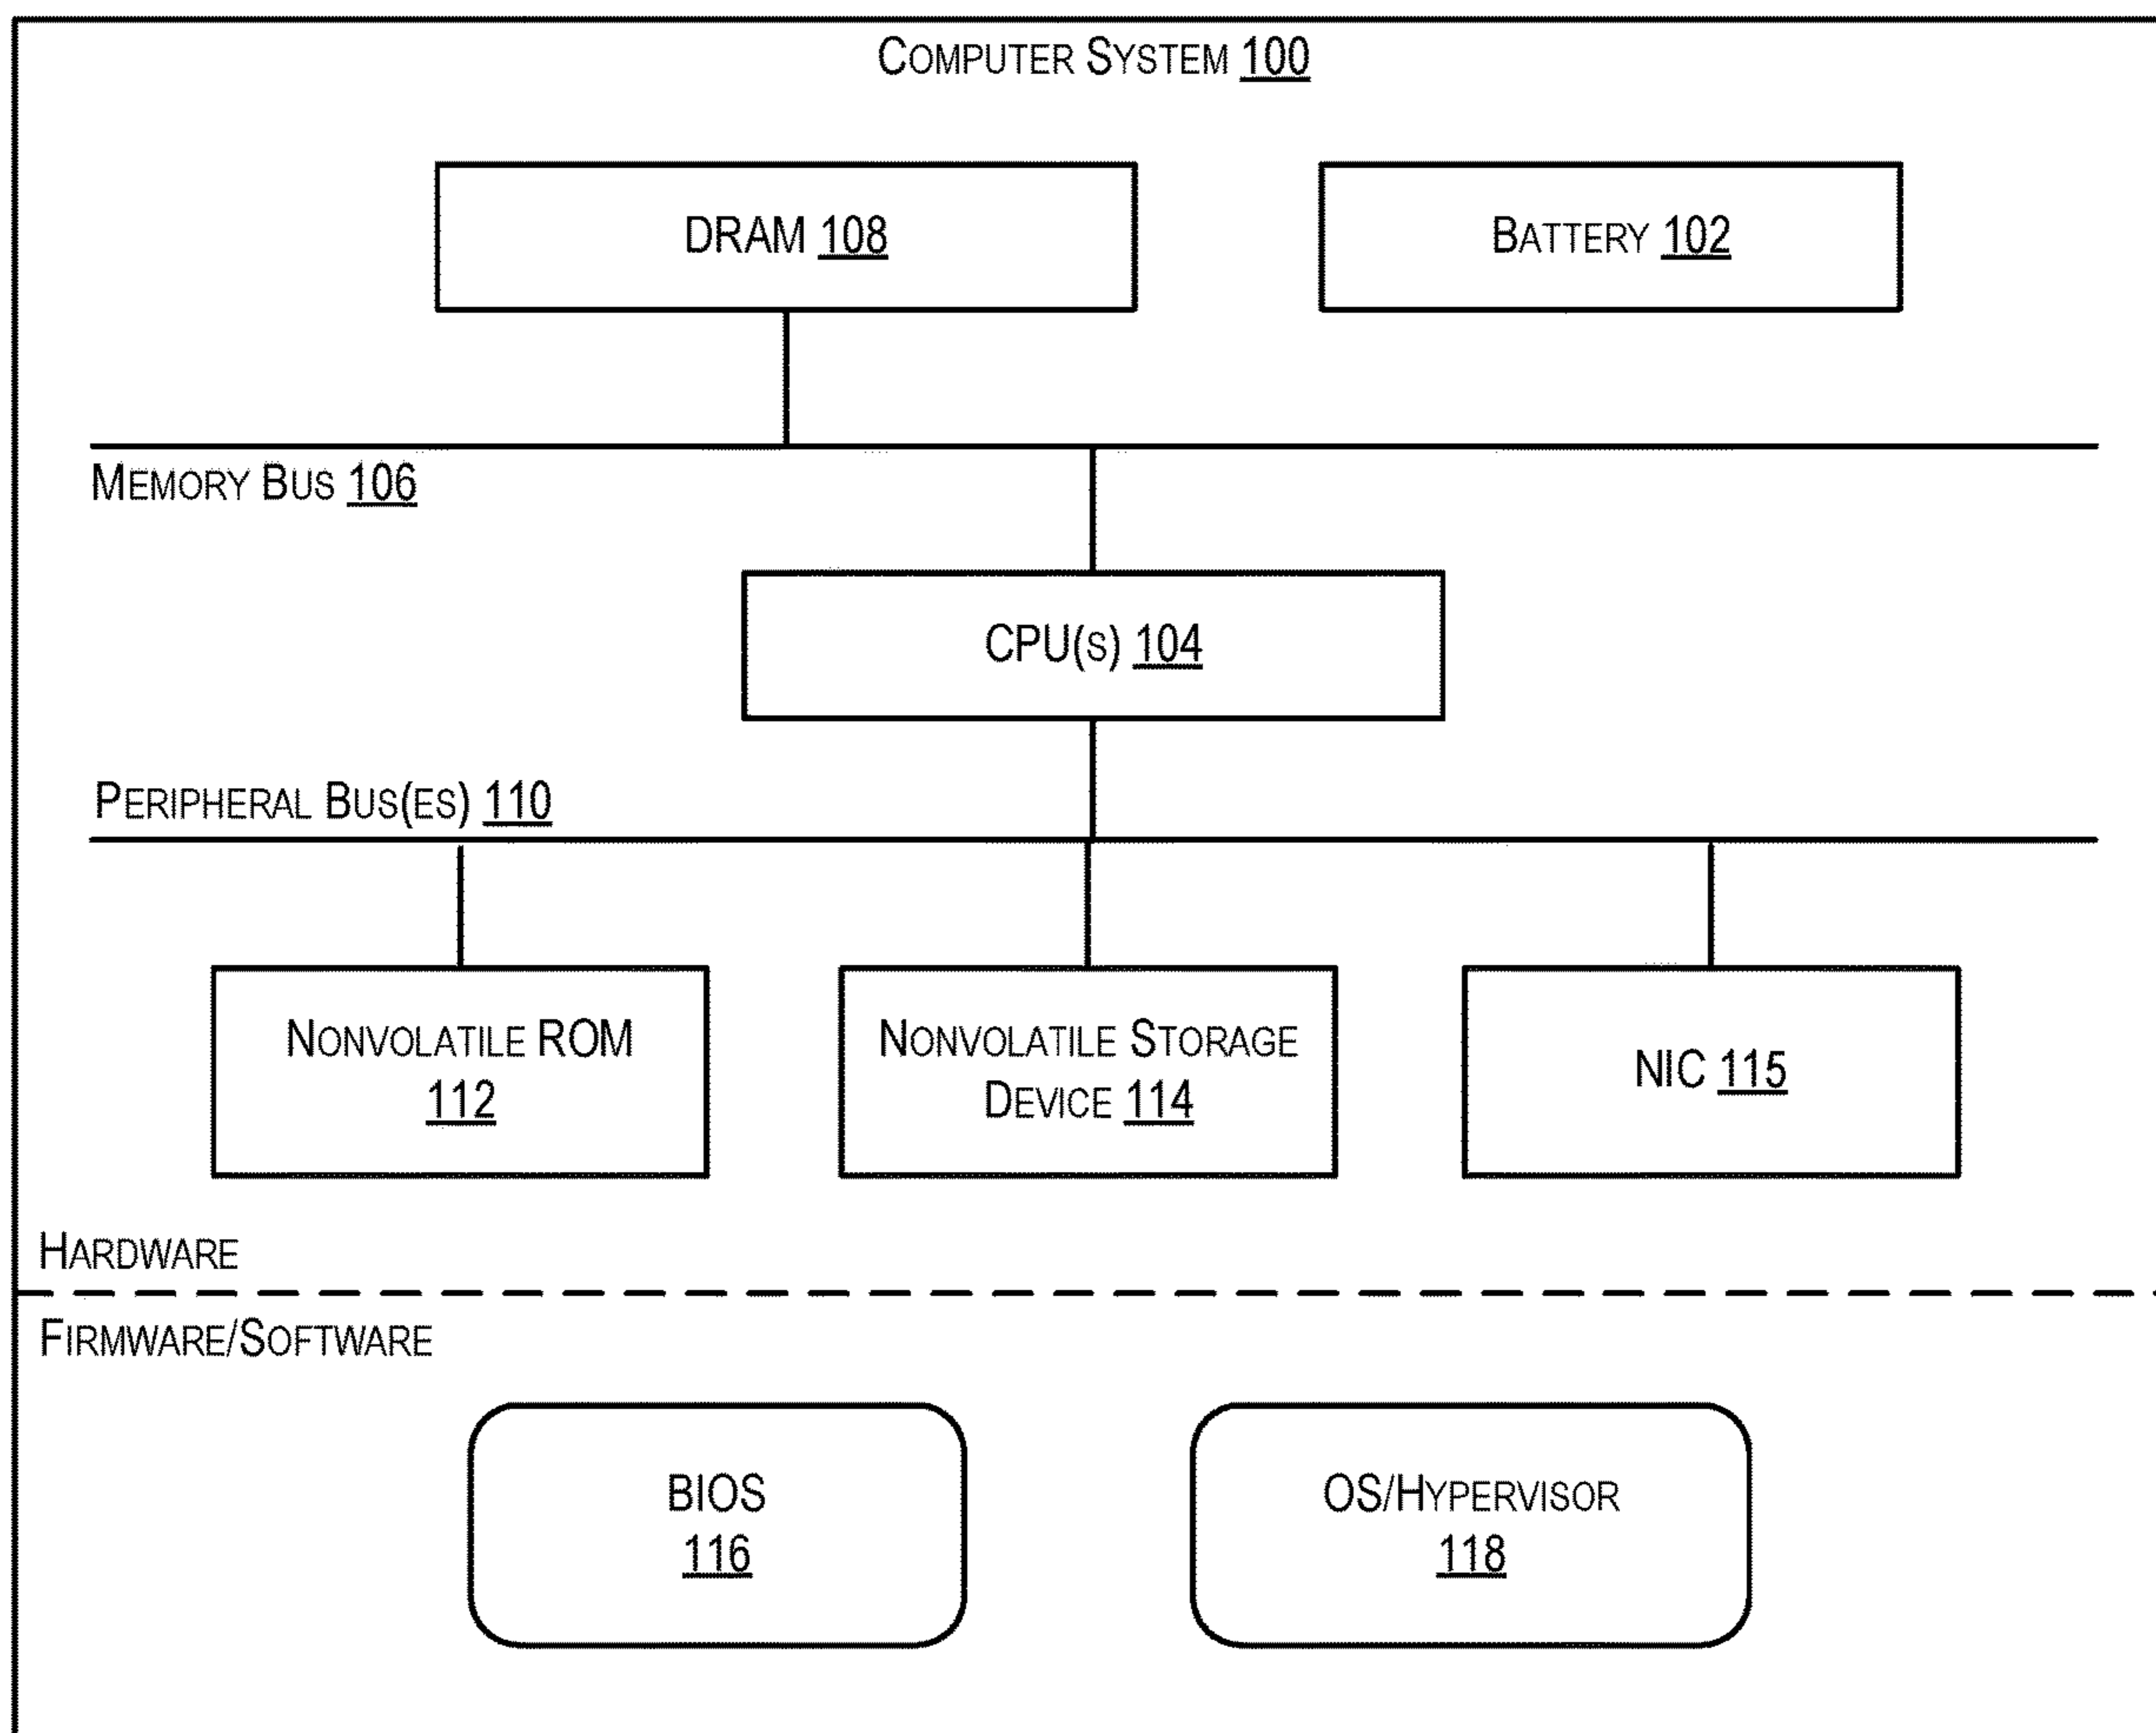 COMPUTER SYSTEM 100
DRAM 108
BATTERY 102
MEMORY BUS 106
CPU(S) 104
PERIPHERAL BUS(ES) 110
NONVOLATILE ROM
112
NONVOLATILE STORAGE
DEVICE 114
NIC 115
HARDWARE
FIRMWARE/SOFTWARE
BIOS
116
OS/HYPERVISOR
118